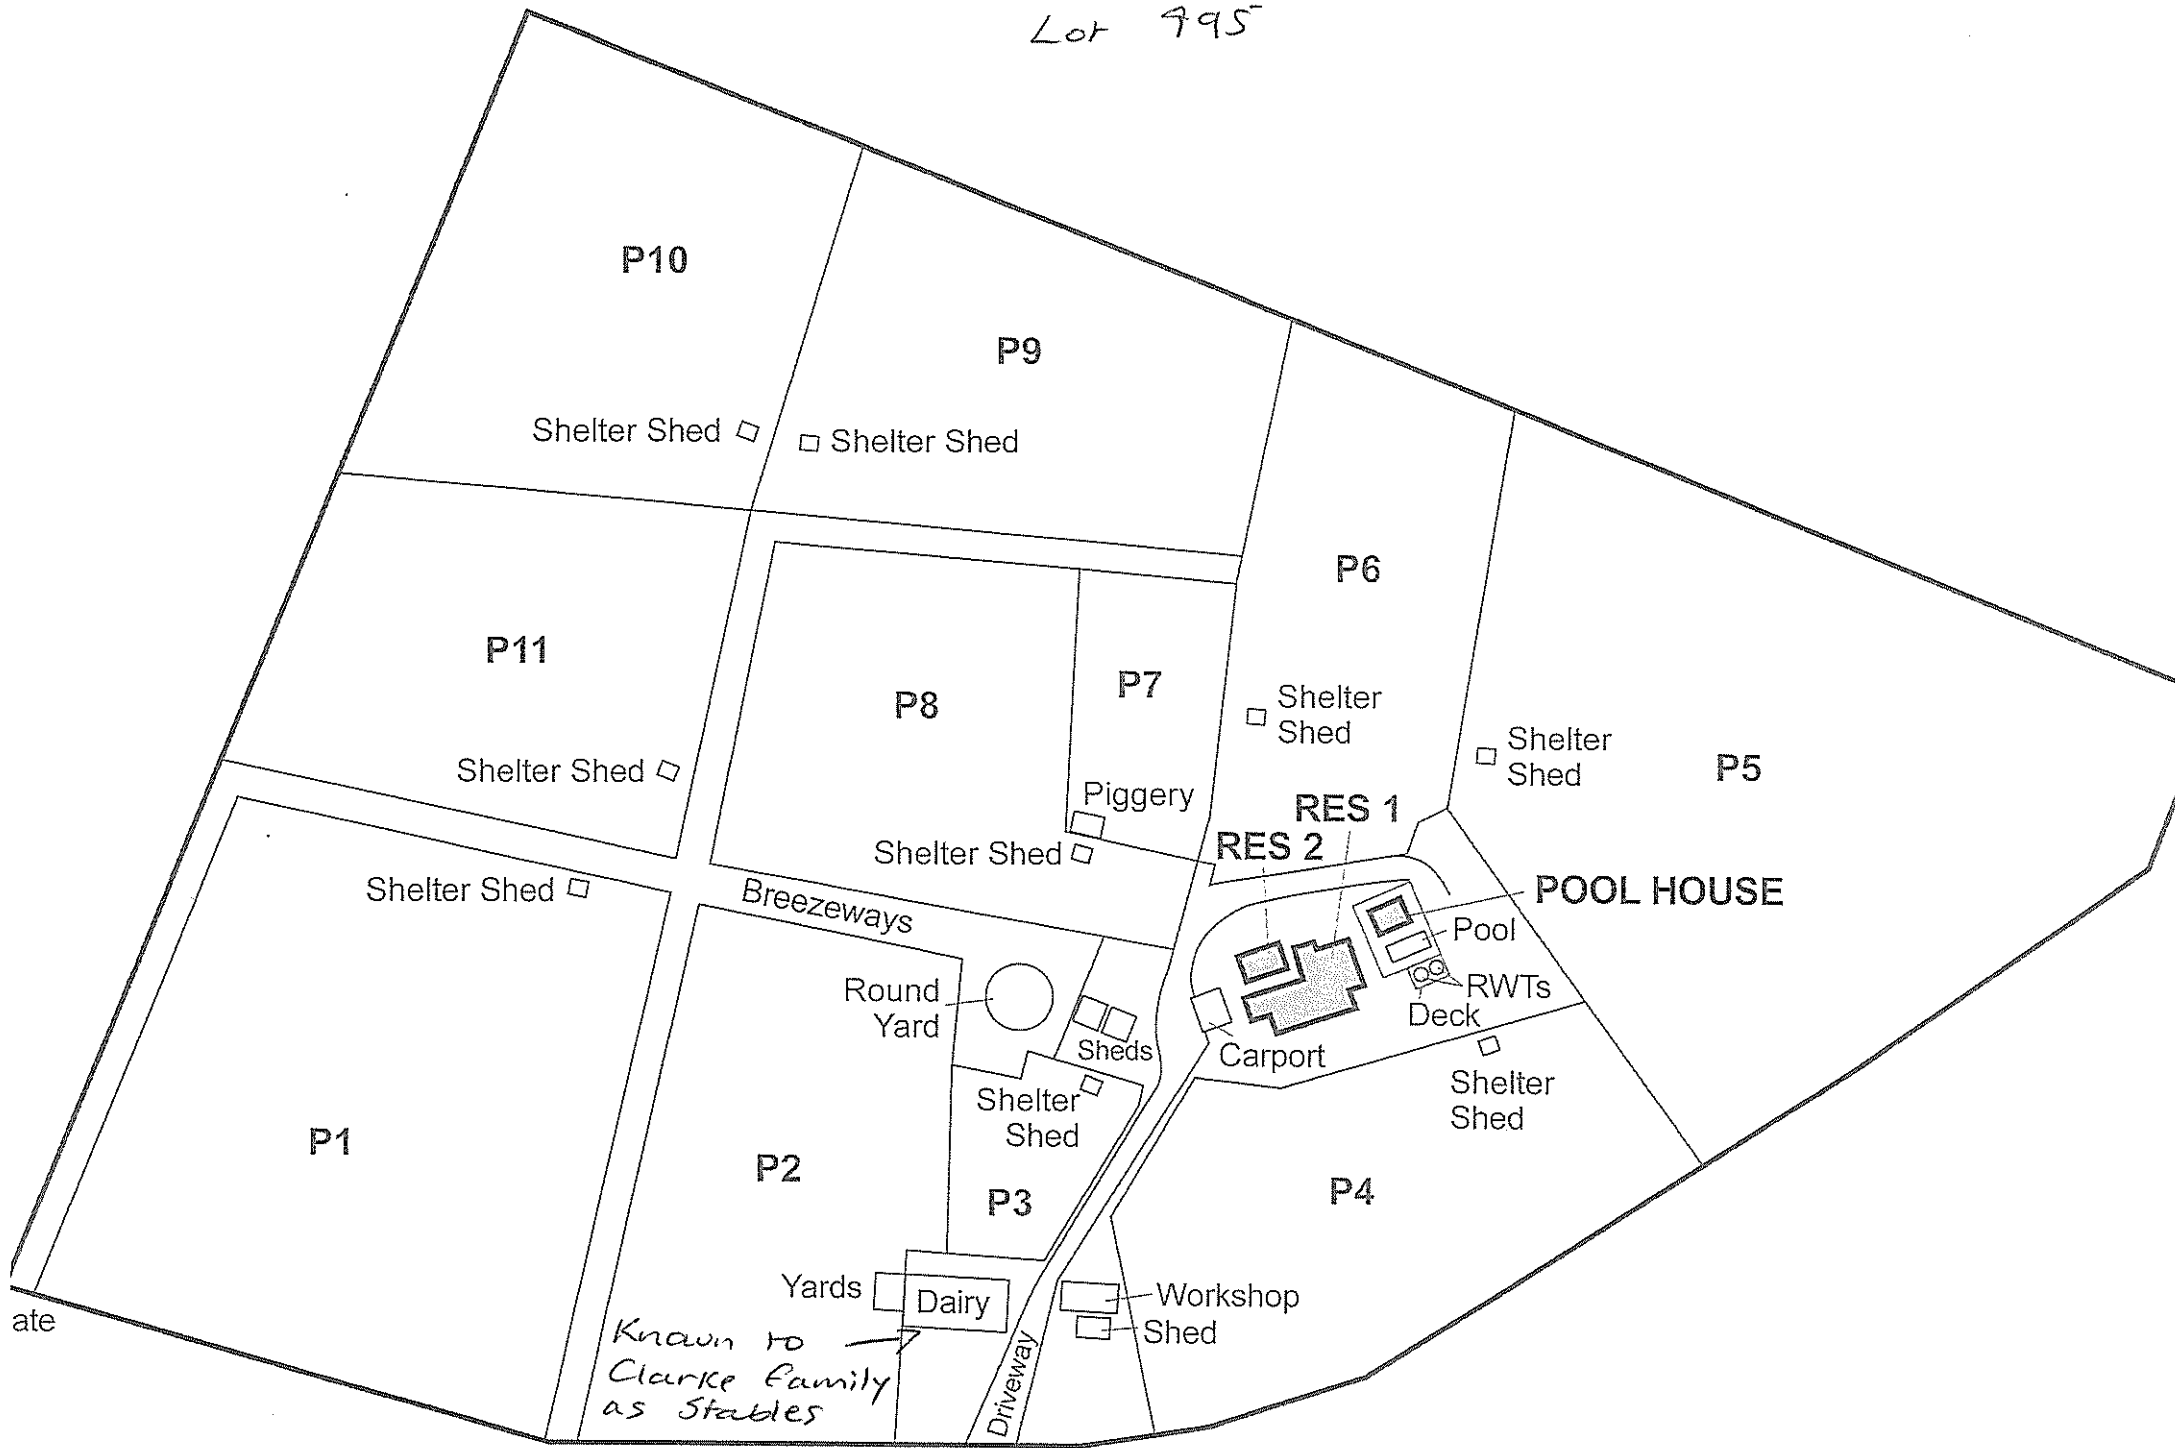 Lot 995
P10
P9
Shelter Shed
Shelter Shed
P6
P11
P8
P7
Shelter
Shed
Shelter
Shed
P5
Shelter Shed
Piggery
RES 1
RES 2
Shelter Shed
Shelter Shed
Breezeways
POOL HOUSE
Pool
Round
Yard
RWTs
Deck
Sheds
Carport
Shelter
Shed
Shelter
Shed
P1
P2
P3
P4
Yards
Dairy
Workshop
Shed
ate
Known to
Clarke family
as Stables
Driveway